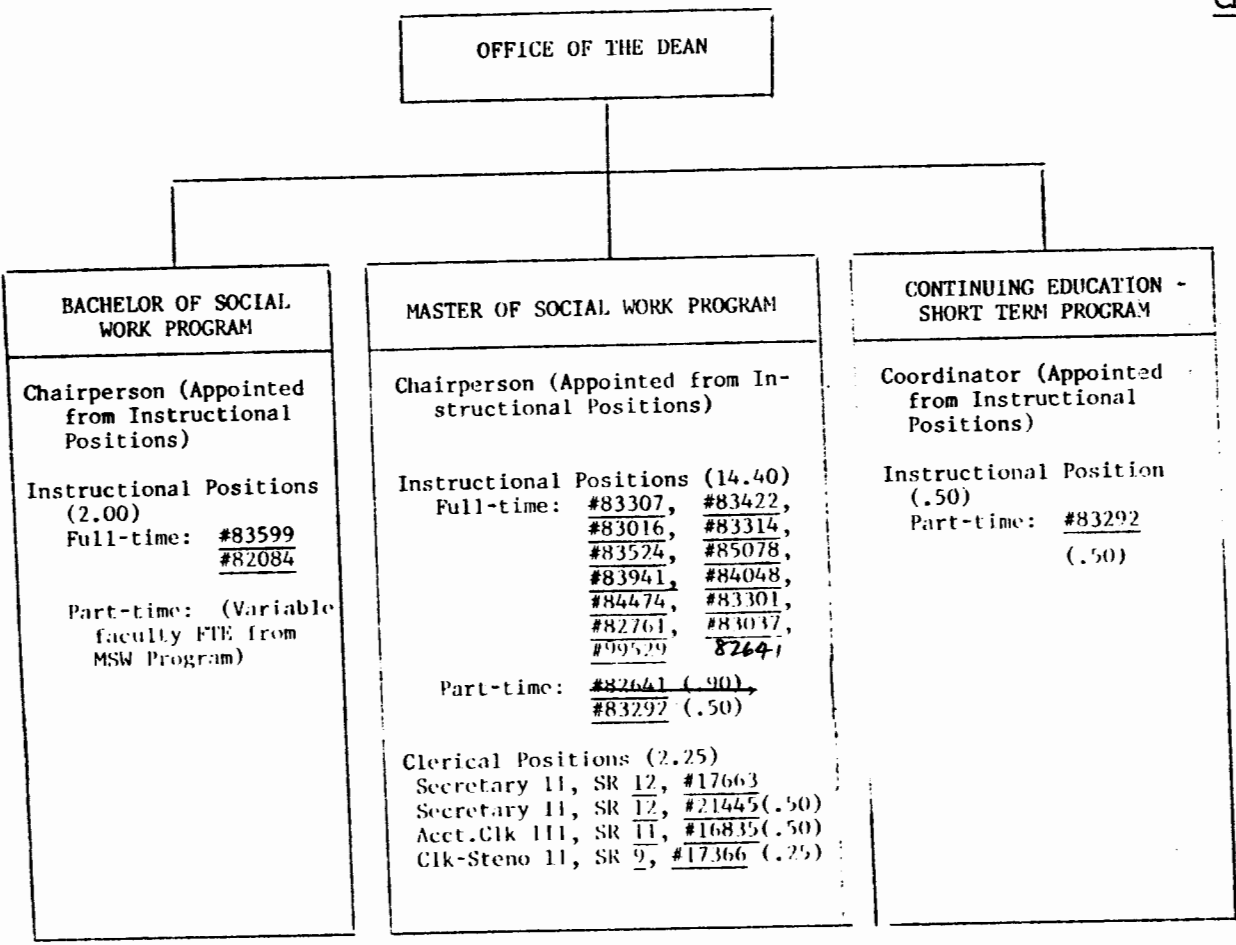 OFFICE OF THE DEAN
BACHELOR OF SOCIAL
WORK PROGRAM
Chairperson (Appointed
from Instructional
Positions)
Instructional Positions
(2.00)
Full-time: #83599
#82084
Part-time: (Variable
faculty FTE from
MSW Program)
MASTER OF SOCIAL WORK PROGRAM
Chairperson (Appointed from In-
structional Positions)
Instructional Positions (14.40)
Full-time: #83307, #83422,
#83016, #83314,
#83524, #85078,
#83941, #84048,
#84474, #83301,
#82761, #83037,
#99529 82641
Part-time: #82641 (.90),
#83292 (.50)
Clerical Positions (2.25)
Secretary II, SR 12, #17663
Secretary II, SR 12, #21445(.50)
Acct.Clk III, SR 11, #16835(.50)
Clk-Steno II, SR 9, #17366 (.25)
CONTINUING EDUCATION -
SHORT TERM PROGRAM
Coordinator (Appointed
from Instructional
Positions)
Instructional Position
(.50)
Part-time: #83292
(.50)